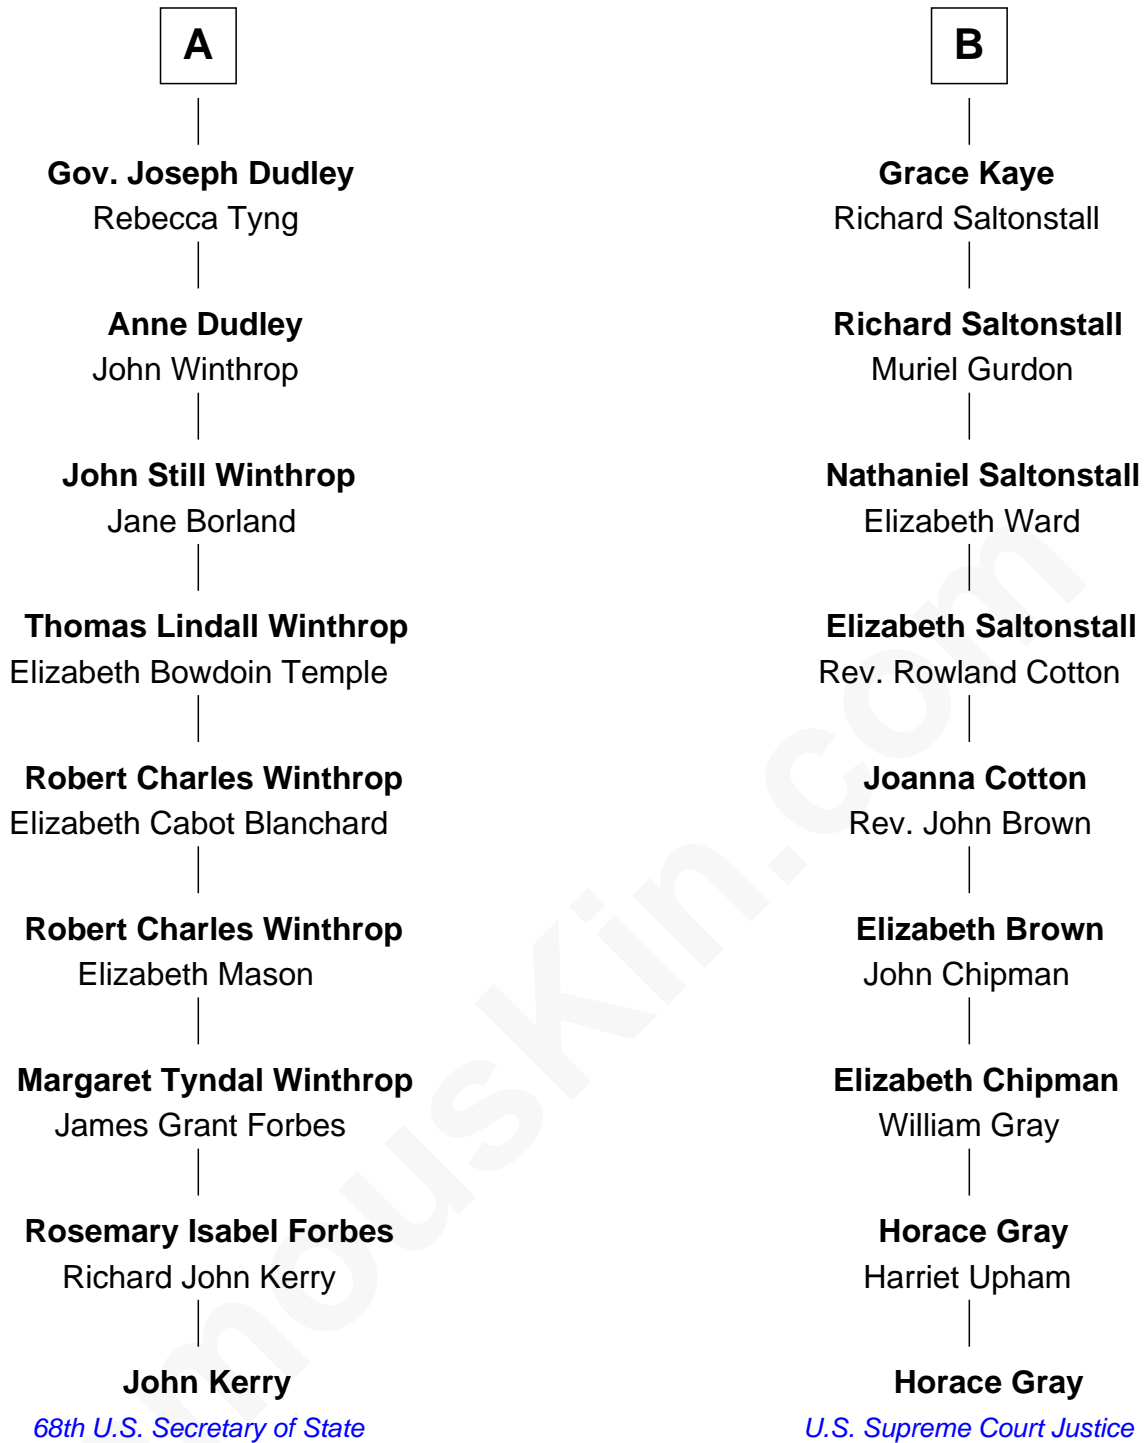 A
Gov. Joseph Dudley
Rebecca Tyng
Anne Dudley
John Winthrop
John Still Winthrop
Jane Borland
Thomas Lindall Winthrop
Elizabeth Bowdoin Temple
Robert Charles Winthrop
Elizabeth Cabot Blanchard
Robert Charles Winthrop
Elizabeth Mason
Margaret Tyndal Winthrop
James Grant Forbes
Rosemary Isabel Forbes
Richard John Kerry
John Kerry
68th U.S. Secretary of State
B
Grace Kaye
Richard Saltonstall
Richard Saltonstall
Muriel Gurdon
Nathaniel Saltonstall
Elizabeth Ward
Elizabeth Saltonstall
Rev. Rowland Cotton
Joanna Cotton
Rev. John Brown
Elizabeth Brown
John Chipman
Elizabeth Chipman
William Gray
Horace Gray
Harriet Upham
Horace Gray
U.S. Supreme Court Justice
mouskin.com